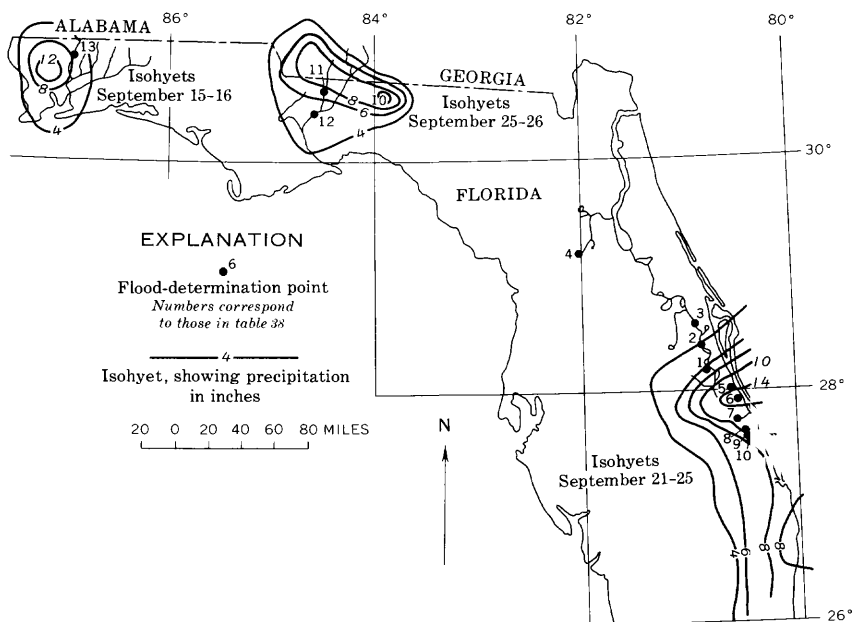 86°
84°
82°
80°
ALABAMA
13
12
8
4
Isohyets
September 15-16
11
10
8
6
4
12
GEORGIA
Isohyets
September 25-26
30°
FLORIDA
4
EXPLANATION
6
Flood-determination point
Numbers correspond
to those in table 38
4
Isohyet, showing precipitation
in inches
20 0 20 40 60 80 MILES
N
3
2
1
10
14
28°
5
6
7
8
9
10
Isohyets
September 21-25
4
6
8
8
26°